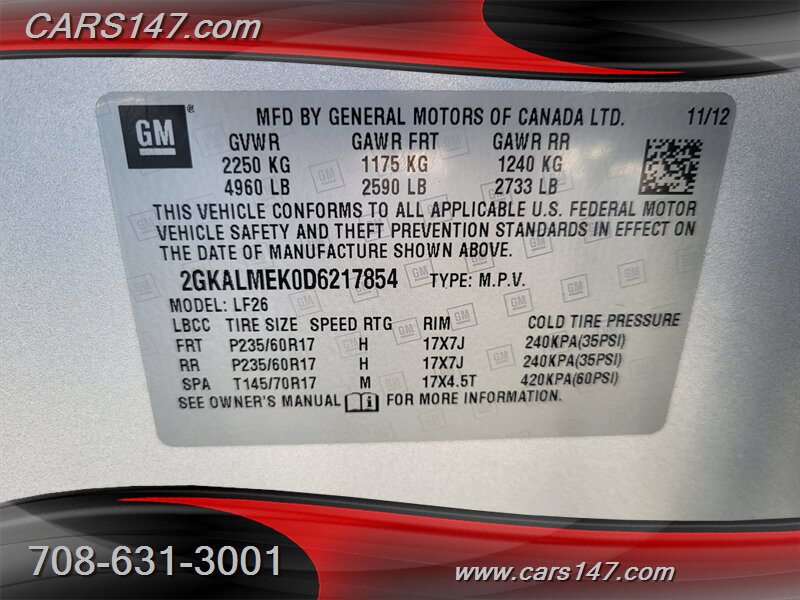 CARS147.com
GM®
MFD BY GENERAL MOTORS OF CANADA LTD. 11/12
GVWR GAWR FRT GAWR RR
2250 KG 1175 KG 1240 KG
4960 LB 2590 LB 2733 LB
THIS VEHICLE CONFORMS TO ALL APPLICABLE U.S. FEDERAL MOTOR
VEHICLE SAFETY AND THEFT PREVENTION STANDARDS IN EFFECT ON
THE DATE OF MANUFACTURE SHOWN ABOVE.
2GKALMEK0D6217854 TYPE: M.P.V.
MODEL: LF26
LBCC TIRE SIZE SPEED RTG RIM COLD TIRE PRESSURE
FRT P235/60R17 H 17X7J 240KPA(35PSI)
RR P235/60R17 H 17X7J 240KPA(35PSI)
SPA T145/70R17 M 17X4.5T 420KPA(60PSI)
SEE OWNER'S MANUAL i FOR MORE INFORMATION.
708-631-3001
www.cars147.com